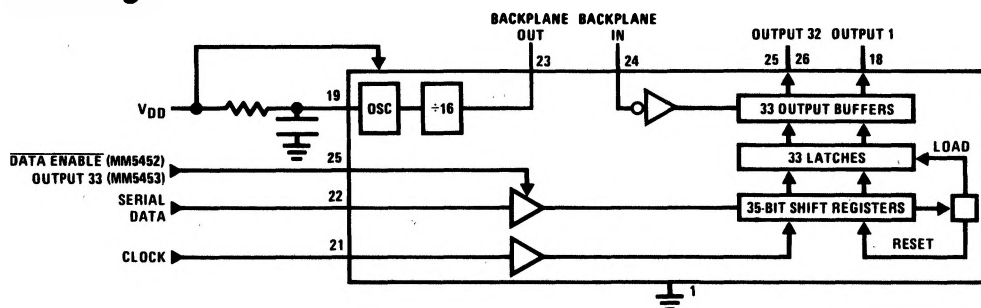 BACKPLANE BACKPLANE
OUT IN
OUTPUT 32 OUTPUT 1
23 24 25 26 18
VDD
19
OSC
÷16
33 OUTPUT BUFFERS
DATA ENABLE (MM5452)
OUTPUT 33 (MM5453)
25
33 LATCHES
LOAD
SERIAL
DATA
22
35-BIT SHIFT REGISTERS
CLOCK
21
RESET
1